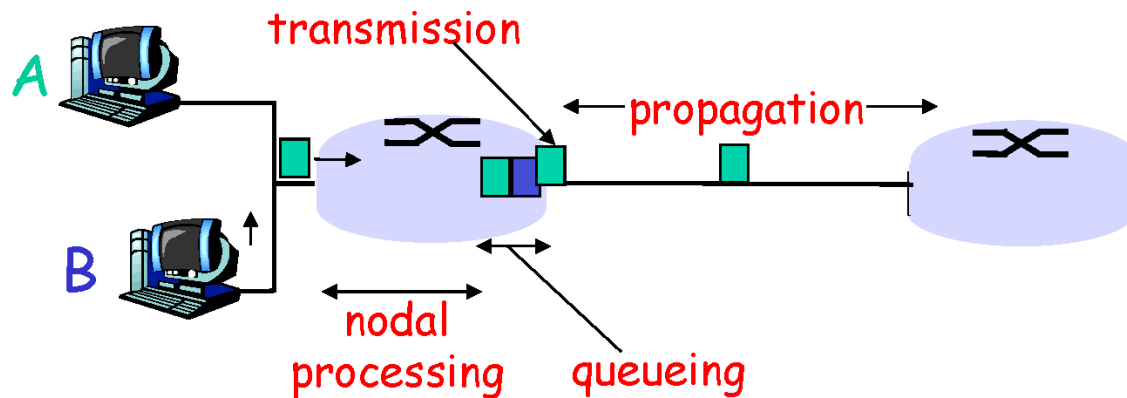 transmission
A
propagation
B
nodal
processing
queueing